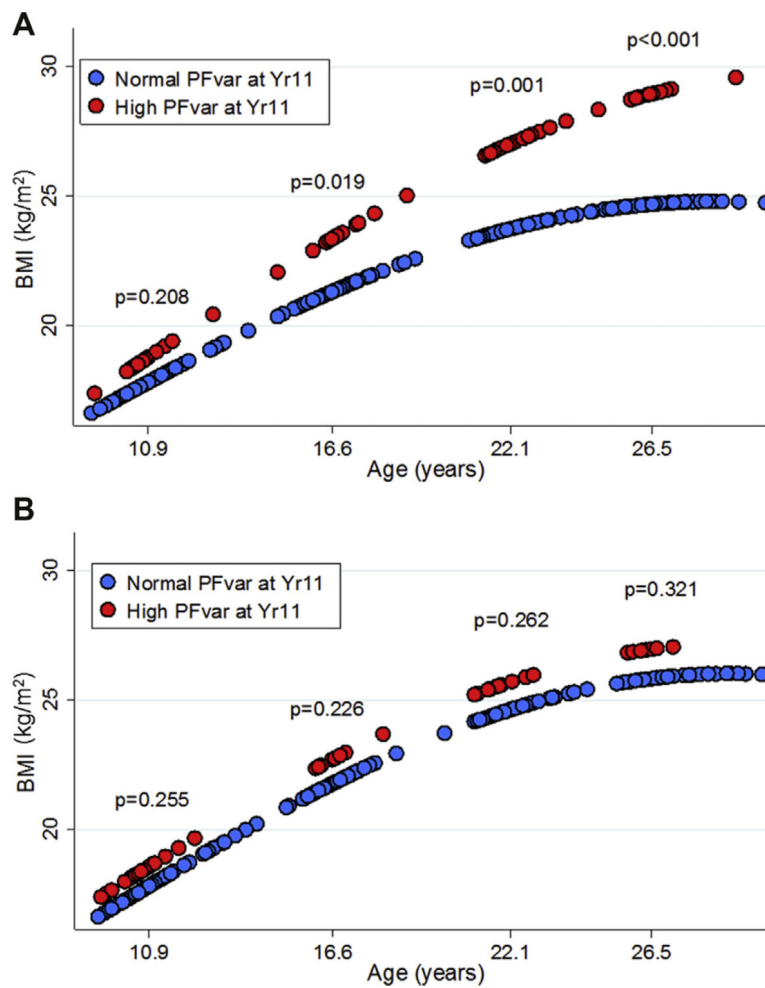 A
p<0.001
30
Normal PFvar at Yr11
High PFvar at Yr11
p=0.001
p=0.019
25
BMI (kg/m²)
p=0.208
20
10.9 16.6 22.1 26.5
Age (years)
B
30
Normal PFvar at Yr11
High PFvar at Yr11
p=0.321
p=0.262
25
BMI (kg/m²)
p=0.226
p=0.255
20
10.9 16.6 22.1 26.5
Age (years)